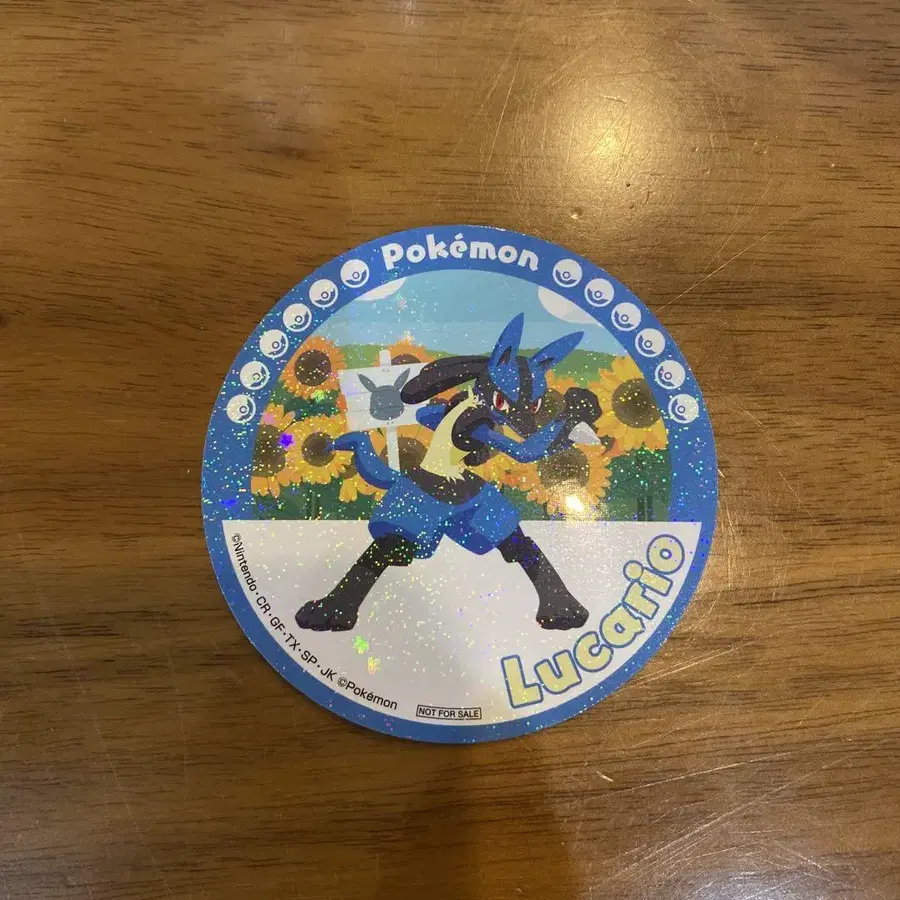 Pokémon
Lucario
©Nintendo・CR・GF・TX・SP・JK ©Pokémon
NOT FOR SALE